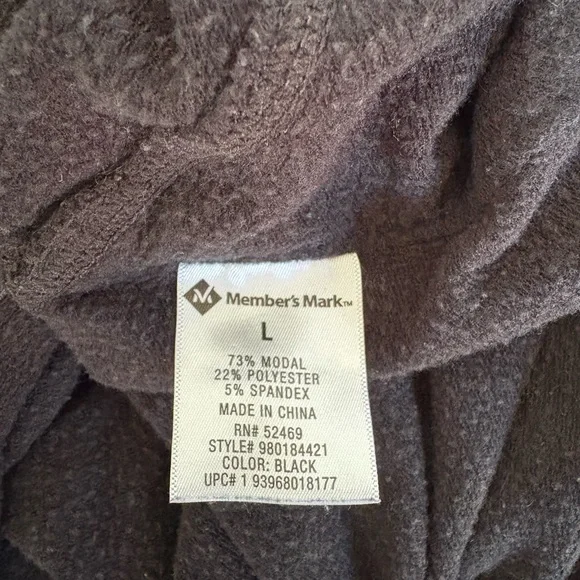 Member's Mark™
L
73% MODAL
22% POLYESTER
5% SPANDEX
MADE IN CHINA
RN# 52469
STYLE# 980184421
COLOR: BLACK
UPC# 1 93968018177